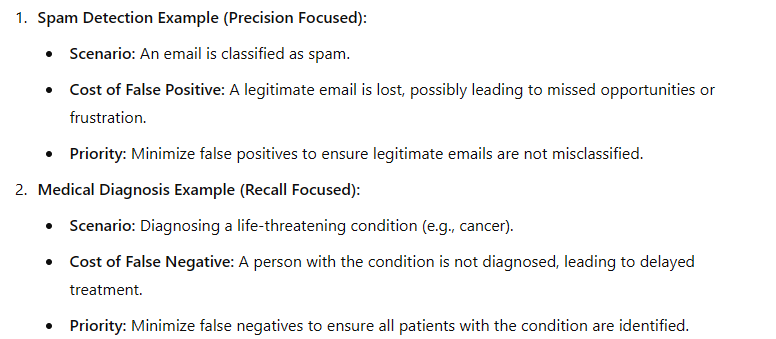 1. Spam Detection Example (Precision Focused):
• Scenario: An email is classified as spam.
• Cost of False Positive: A legitimate email is lost, possibly leading to missed opportunities or
frustration.
• Priority: Minimize false positives to ensure legitimate emails are not misclassified.
2. Medical Diagnosis Example (Recall Focused):
• Scenario: Diagnosing a life-threatening condition (e.g., cancer).
• Cost of False Negative: A person with the condition is not diagnosed, leading to delayed
treatment.
• Priority: Minimize false negatives to ensure all patients with the condition are identified.